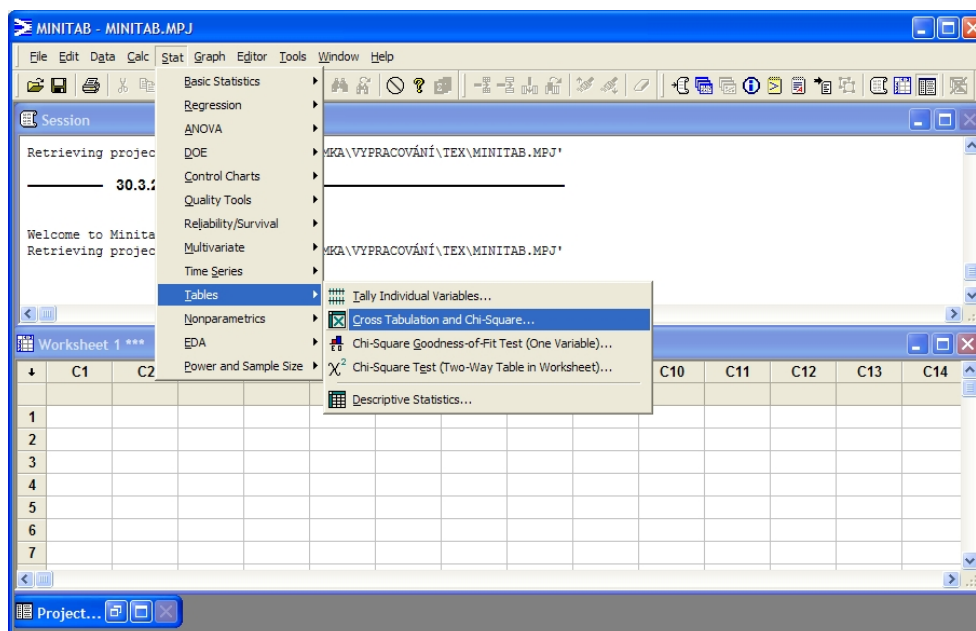 MINITAB - MINITAB.MPJ
File Edit Data Calc Stat Graph Editor Tools Window Help
Session
Retrieving projec
MKA\VYPRACOVÁNÍ\TEX\MINITAB.MPJ'
30.3.2
Welcome to Minita
Retrieving projec
MKA\VYPRACOVÁNÍ\TEX\MINITAB.MPJ'
Basic Statistics
Regression
ANOVA
DOE
Control Charts
Quality Tools
Reliability/Survival
Multivariate
Time Series
Tables
Nonparametrics
EDA
Power and Sample Size
Tally Individual Variables...
Cross Tabulation and Chi-Square...
Chi-Square Goodness-of-Fit Test (One Variable)...
χ² Chi-Square Test (Two-Way Table in Worksheet)...
Descriptive Statistics...
Worksheet 1 ***
C1 C2 C10 C11 C12 C13 C14
1
2
3
4
5
6
7
Project...